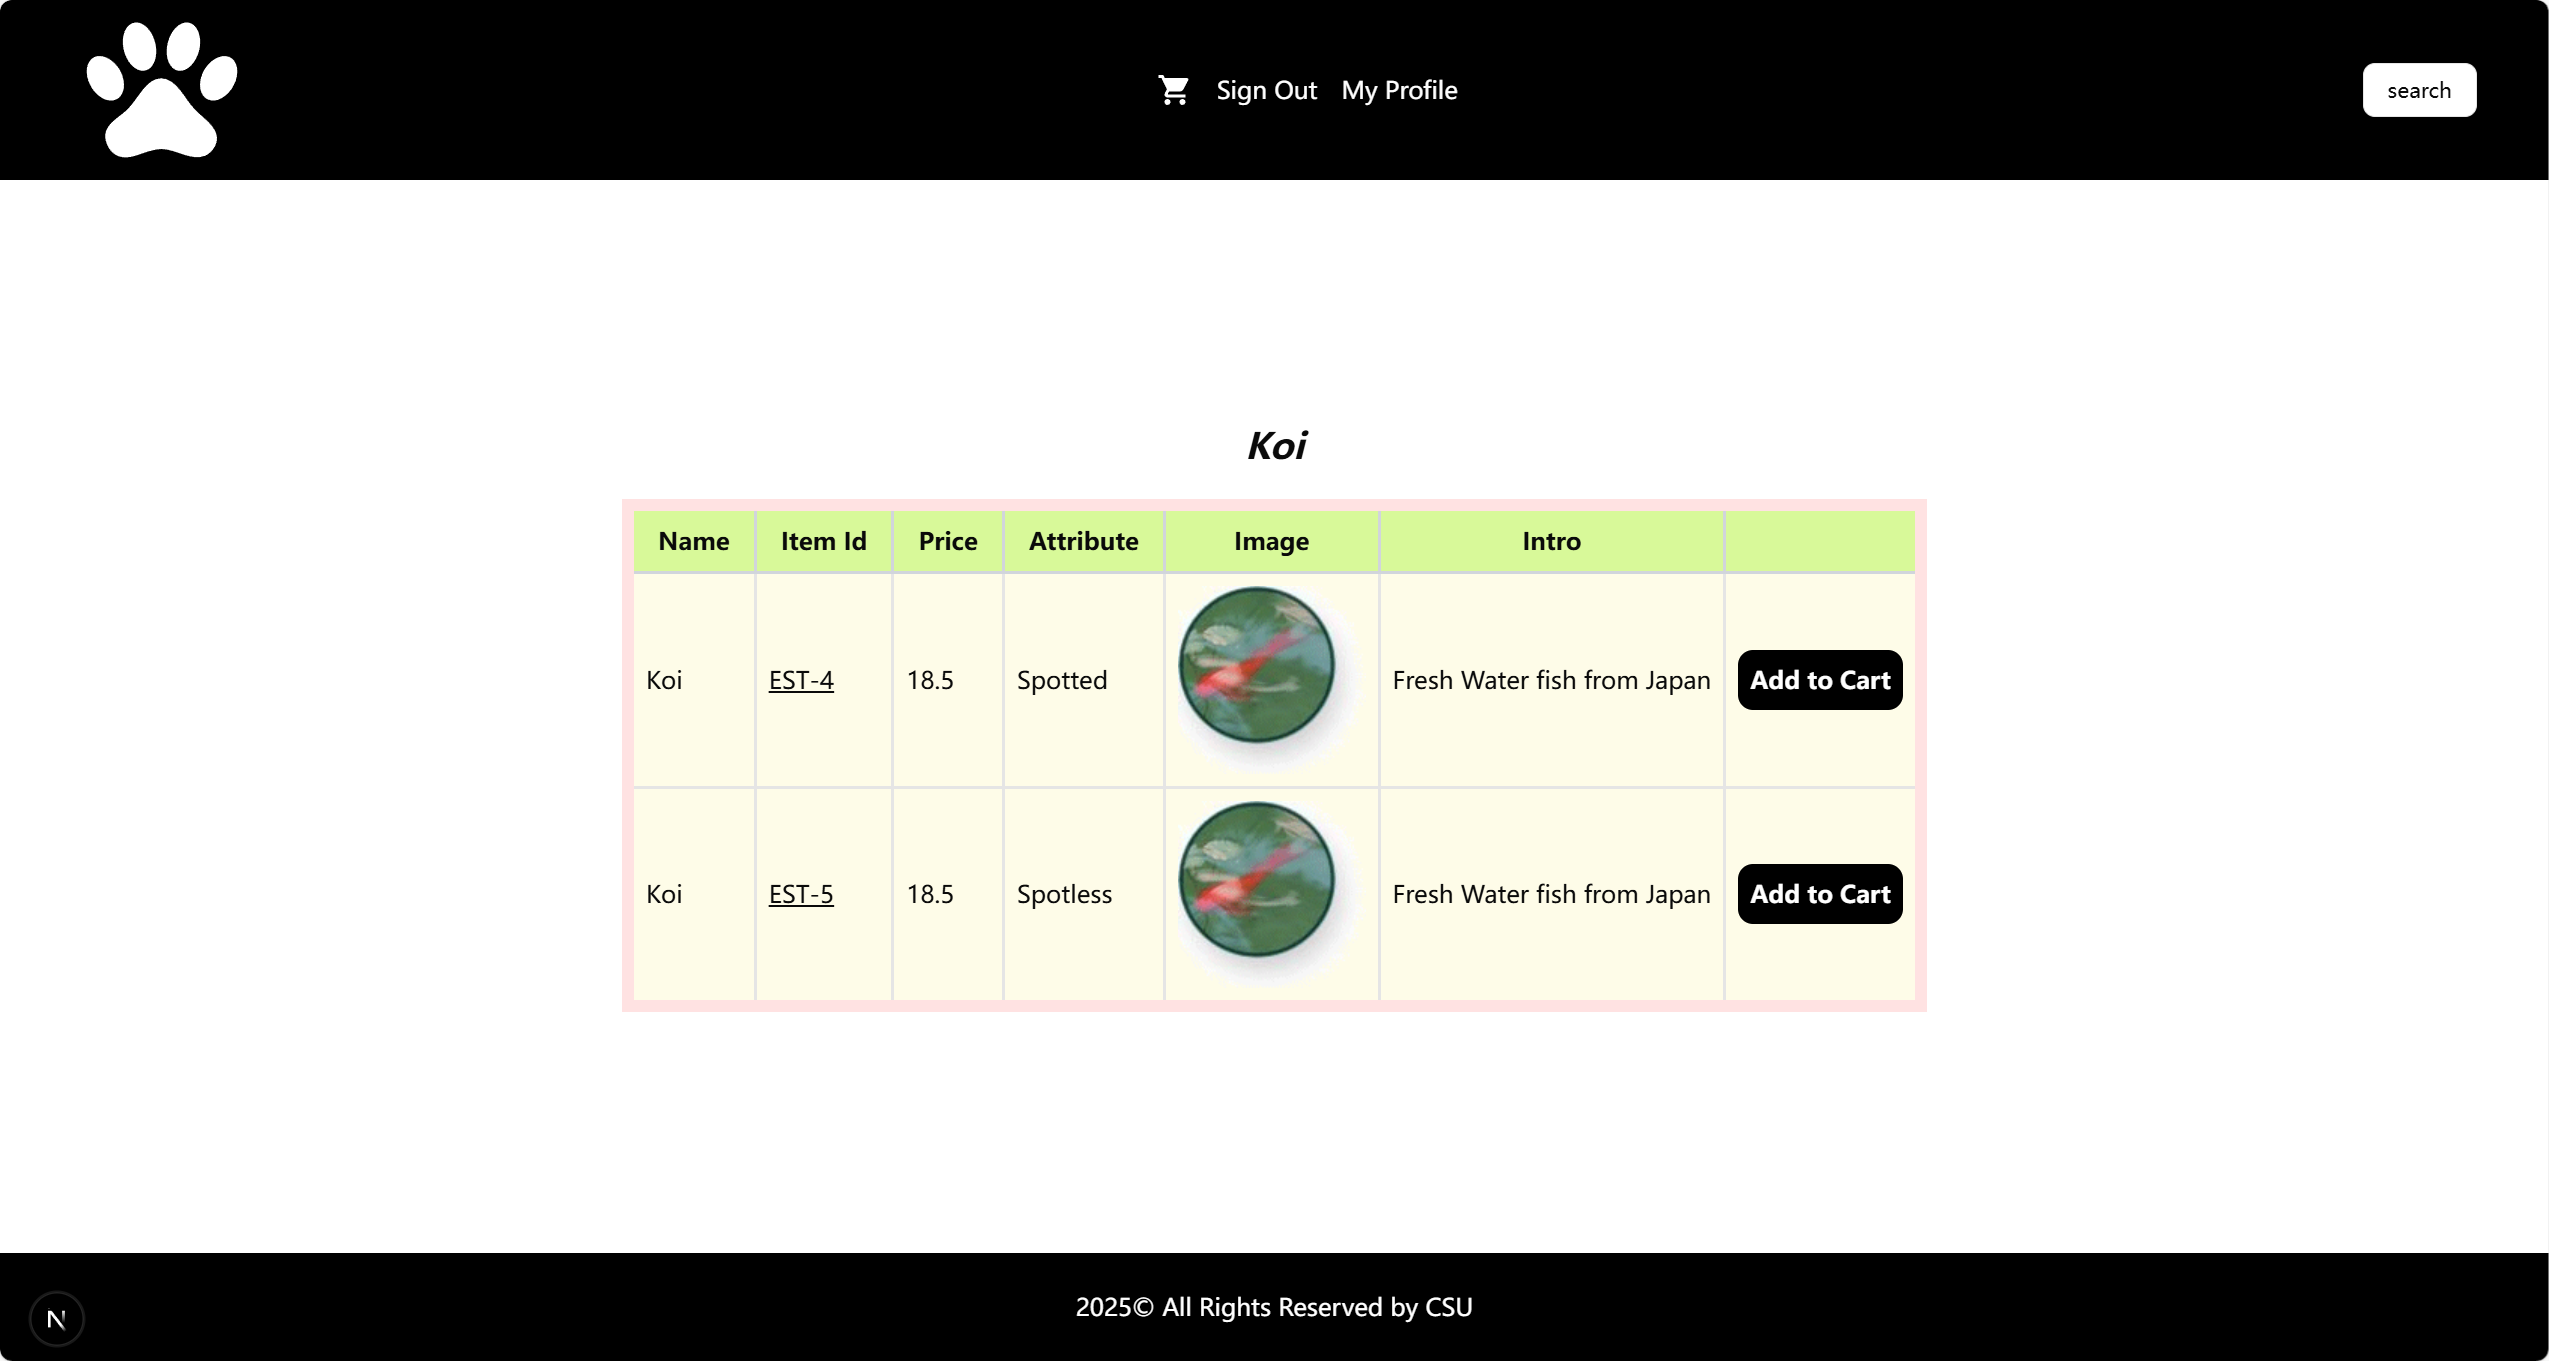 Sign Out My Profile
search
Koi
Name Item Id Price Attribute Image Intro
Koi EST-4 18.5 Spotted Fresh Water fish from Japan Add to Cart
Koi EST-5 18.5 Spotless Fresh Water fish from Japan Add to Cart
2025© All Rights Reserved by CSU
N